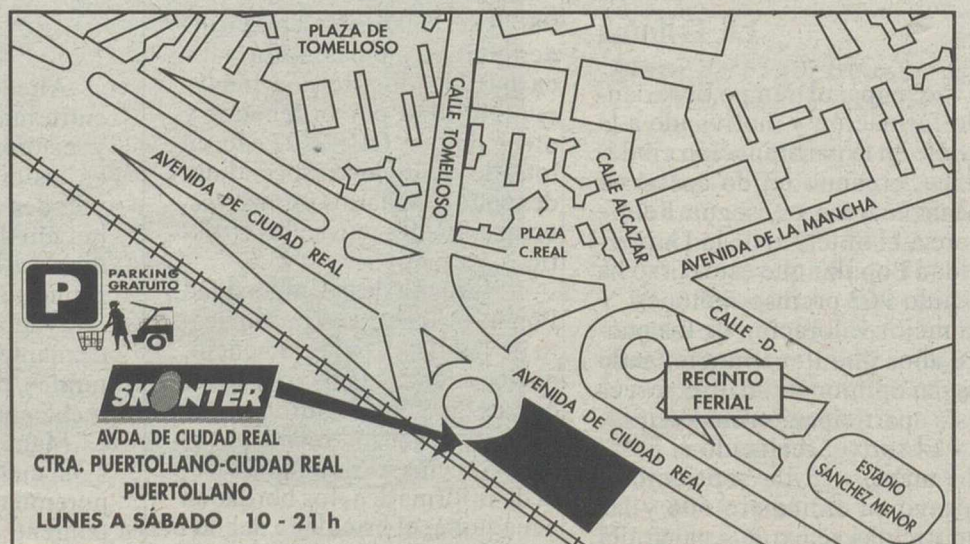 PLAZA DE
TOMELLOSO
CALLE TOMELLOSO
CALLE ALCAZAR
AVENIDA DE CIUDAD REAL
PLAZA
C.REAL
AVENIDA DE LA MANCHA
P
PARKING
GRATUITO
CALLE -D-
RECINTO
FERIAL
AVENIDA DE CIUDAD REAL
ESTADIO
SÁNCHEZ MENOR
SKONTER
AVDA. DE CIUDAD REAL
CTRA. PUERTOLLANO-CIUDAD REAL
PUERTOLLANO
LUNES A SÁBADO 10 - 21 h